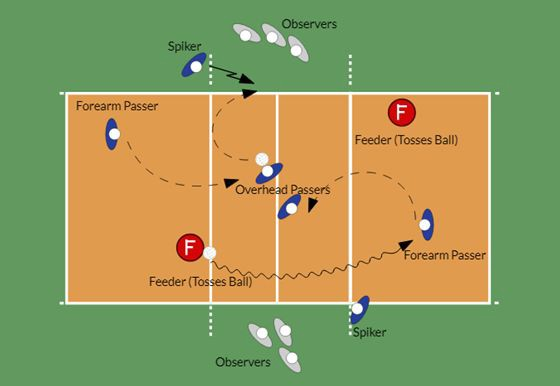 Observers
Spiker
Forearm Passer
F
Feeder (Tosses Ball)
Overhead Passers
F
Forearm Passer
Feeder (Tosses Ball)
Spiker
Observers